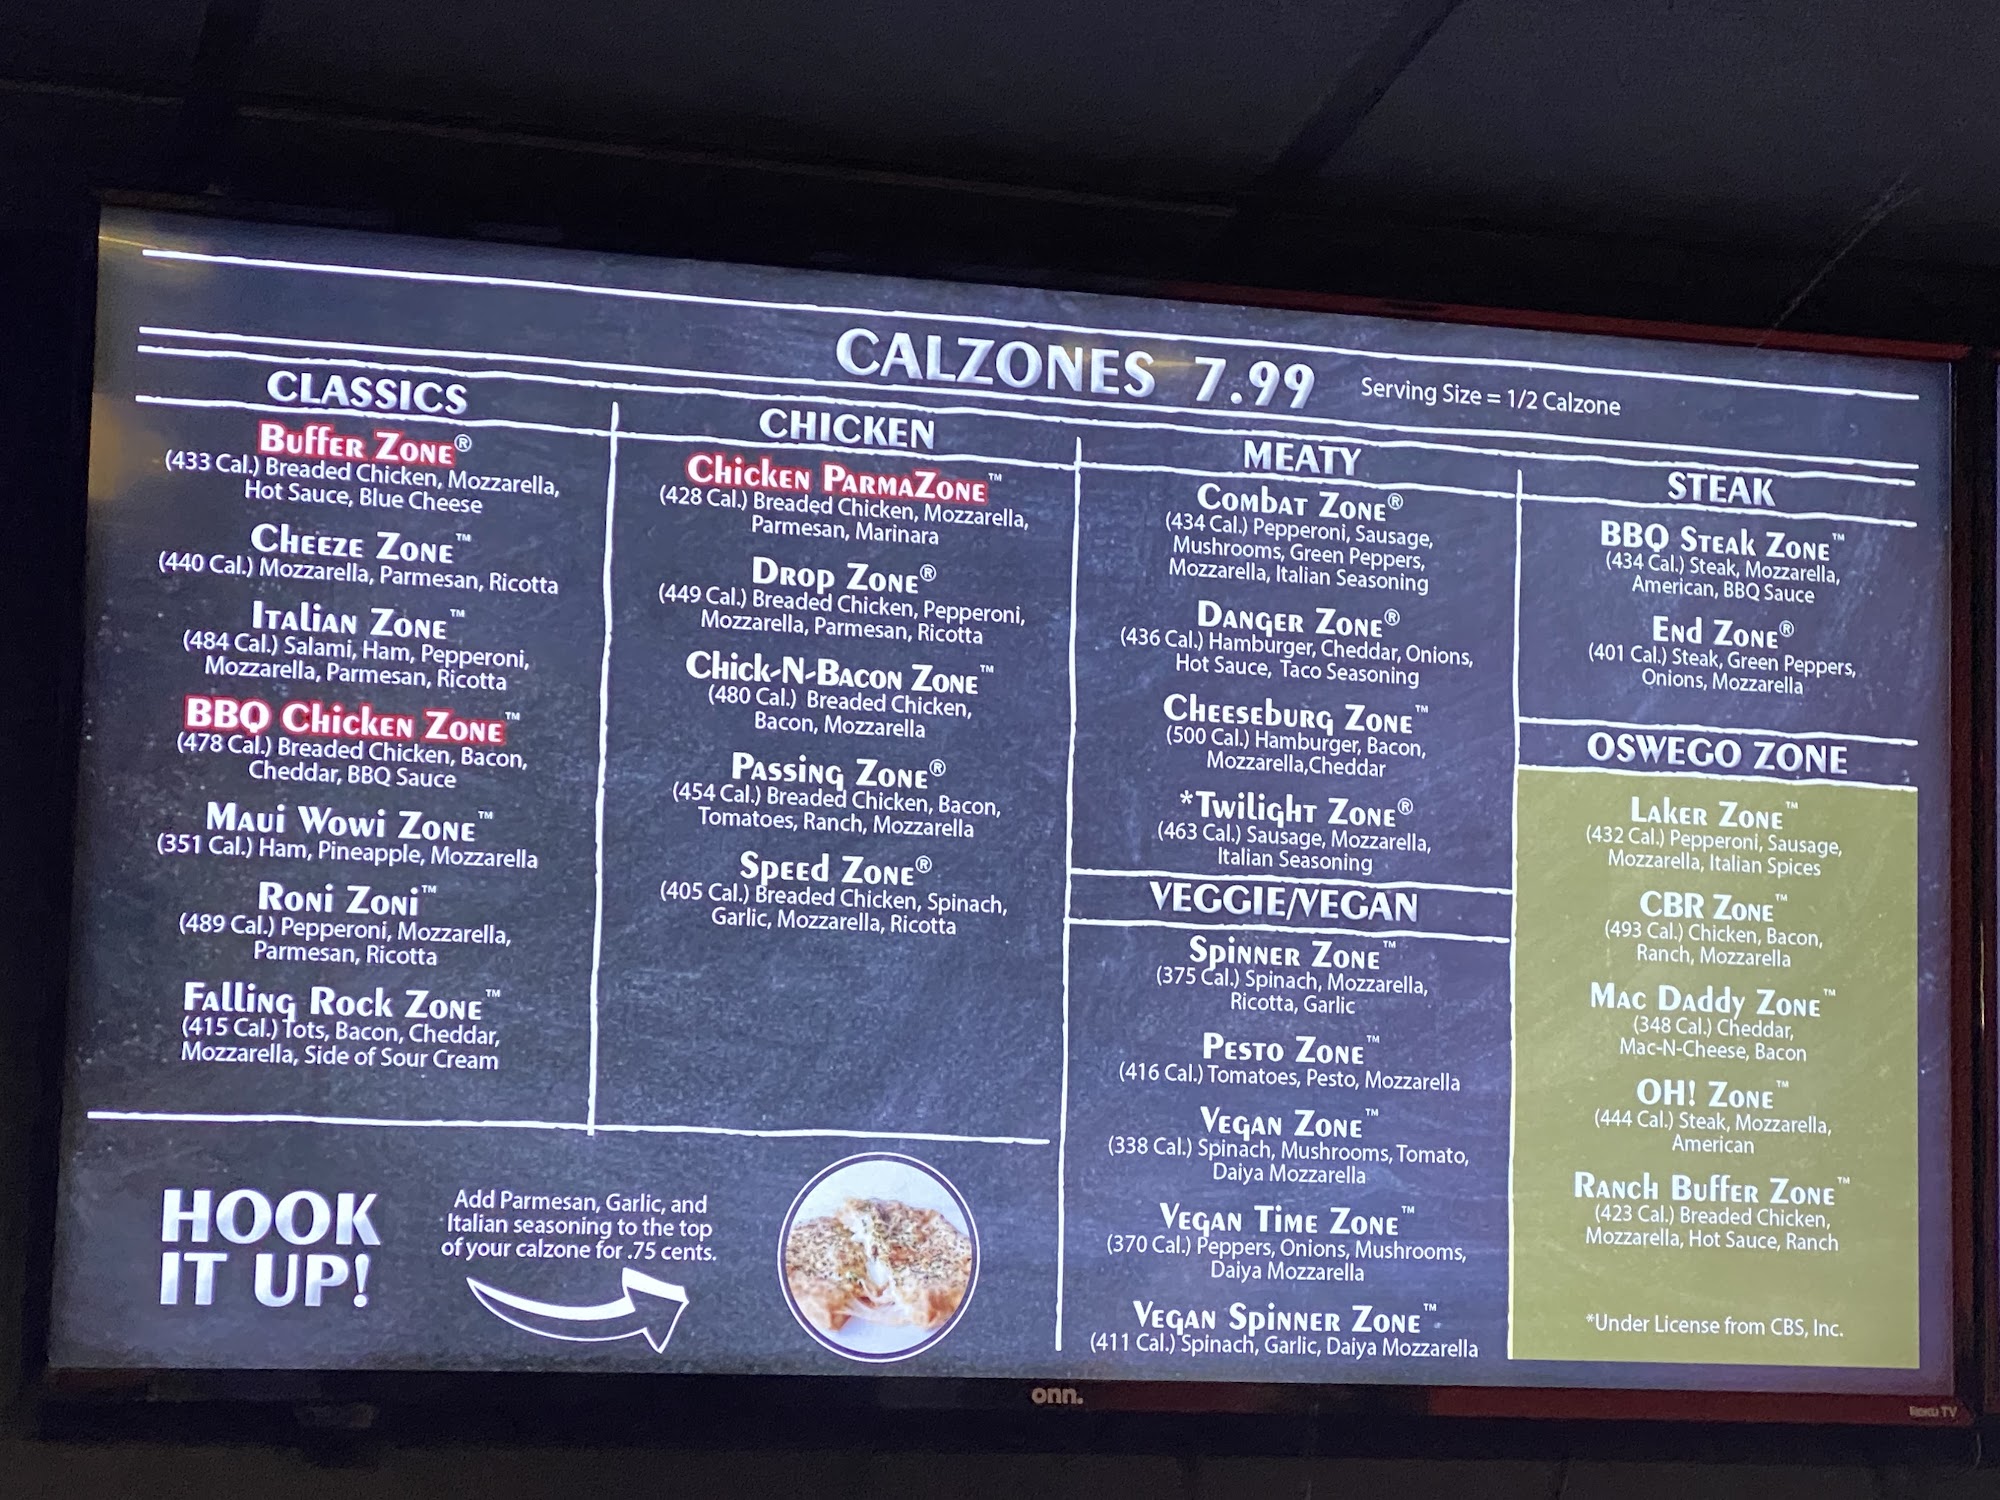 CALZONES 7.99
Serving Size = 1/2 Calzone
CLASSICS
Buffer Zone®
(433 Cal.) Breaded Chicken, Mozzarella,
Hot Sauce, Blue Cheese
Cheeze Zone™
(440 Cal.) Mozzarella, Parmesan, Ricotta
Italian Zone™
(484 Cal.) Salami, Ham, Pepperoni,
Mozzarella, Parmesan, Ricotta
BBQ Chicken Zone™
(478 Cal.) Breaded Chicken, Bacon,
Cheddar, BBQ Sauce
Maui Wowi Zone™
(351 Cal.) Ham, Pineapple, Mozzarella
Roni Zoni™
(489 Cal.) Pepperoni, Mozzarella,
Parmesan, Ricotta
Falling Rock Zone™
(415 Cal.) Tots, Bacon, Cheddar,
Mozzarella, Side of Sour Cream
CHICKEN
Chicken ParmaZone™
(428 Cal.) Breaded Chicken, Mozzarella,
Parmesan, Marinara
Drop Zone®
(449 Cal.) Breaded Chicken, Pepperoni,
Mozzarella, Parmesan, Ricotta
Chick-N-Bacon Zone™
(480 Cal.) Breaded Chicken,
Bacon, Mozzarella
Passing Zone®
(454 Cal.) Breaded Chicken, Bacon,
Tomatoes, Ranch, Mozzarella
Speed Zone®
(405 Cal.) Breaded Chicken, Spinach,
Garlic, Mozzarella, Ricotta
MEATY
Combat Zone®
(434 Cal.) Pepperoni, Sausage,
Mushrooms, Green Peppers,
Mozzarella, Italian Seasoning
Danger Zone®
(436 Cal.) Hamburger, Cheddar, Onions,
Hot Sauce, Taco Seasoning
Cheeseburg Zone™
(500 Cal.) Hamburger, Bacon,
Mozzarella,Cheddar
*Twilight Zone®
(463 Cal.) Sausage, Mozzarella,
Italian Seasoning
VEGGIE/VEGAN
Spinner Zone™
(375 Cal.) Spinach, Mozzarella,
Ricotta, Garlic
Pesto Zone™
(416 Cal.) Tomatoes, Pesto, Mozzarella
Vegan Zone™
(338 Cal.) Spinach, Mushrooms, Tomato,
Daiya Mozzarella
Vegan Time Zone™
(370 Cal.) Peppers, Onions, Mushrooms,
Daiya Mozzarella
Vegan Spinner Zone™
(411 Cal.) Spinach, Garlic, Daiya Mozzarella
STEAK
BBQ Steak Zone™
(434 Cal.) Steak, Mozzarella,
American, BBQ Sauce
End Zone®
(401 Cal.) Steak, Green Peppers,
Onions, Mozzarella
OSWEGO ZONE
Laker Zone™
(432 Cal.) Pepperoni, Sausage,
Mozzarella, Italian Spices
CBR Zone™
(493 Cal.) Chicken, Bacon,
Ranch, Mozzarella
Mac Daddy Zone™
(348 Cal.) Cheddar,
Mac-N-Cheese, Bacon
OH! Zone™
(444 Cal.) Steak, Mozzarella,
American
Ranch Buffer Zone™
(423 Cal.) Breaded Chicken,
Mozzarella, Hot Sauce, Ranch
*Under License from CBS, Inc.
HOOK
IT UP!
Add Parmesan, Garlic, and
Italian seasoning to the top
of your calzone for .75 cents.
onn.
Roku TV